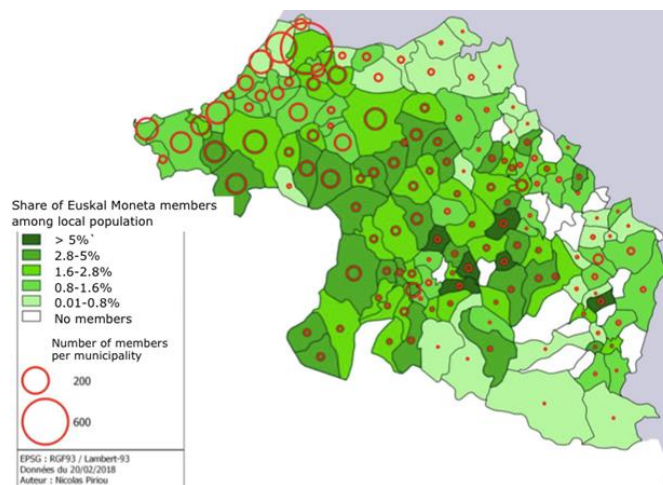 Share of Euskal Moneta members
among local population
> 5%`
2.8-5%
1.6-2.8%
0.8-1.6%
0.01-0.8%
No members
Number of members
per municipality
200
600
EPSG : RGF93 / Lambert-93
Données du 20/02/2018
Auteur : Nicolas Piriou